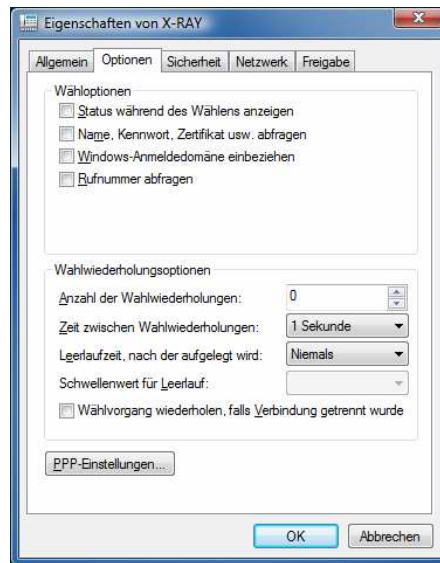 Eigenschaften von X-RAY
Allgemein Optionen Sicherheit Netzwerk Freigabe
Wähloptionen
Status während des Wählens anzeigen
Name, Kennwort, Zertifikat usw. abfragen
Windows-Anmeldedomäne einbeziehen
Rufnummer abfragen
Wahlwiederholungsoptionen
Anzahl der Wahlwiederholungen: 0
Zeit zwischen Wahlwiederholungen: 1 Sekunde
Leerlaufzeit, nach der aufgelegt wird: Niemals
Schwellenwert für Leerlauf:
Wählvorgang wiederholen, falls Verbindung getrennt wurde
PPP-Einstellungen...
OK Abbrechen